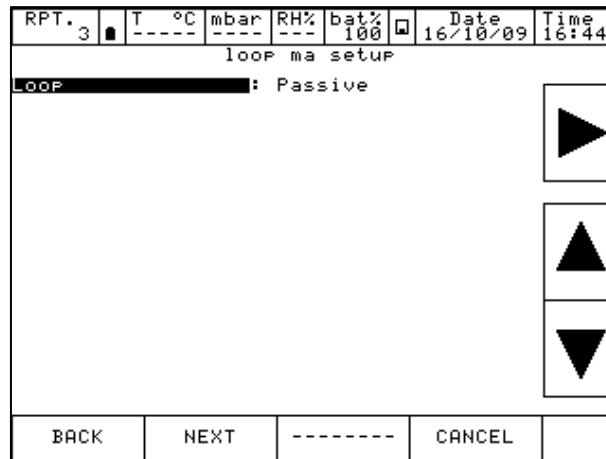 RPT. T °C mbar RH% bat% Date Time
3 ----- ---- --- 100 16/10/09 16:44
loop ma setup
Loop : Passive
BACK NEXT -------- CANCEL